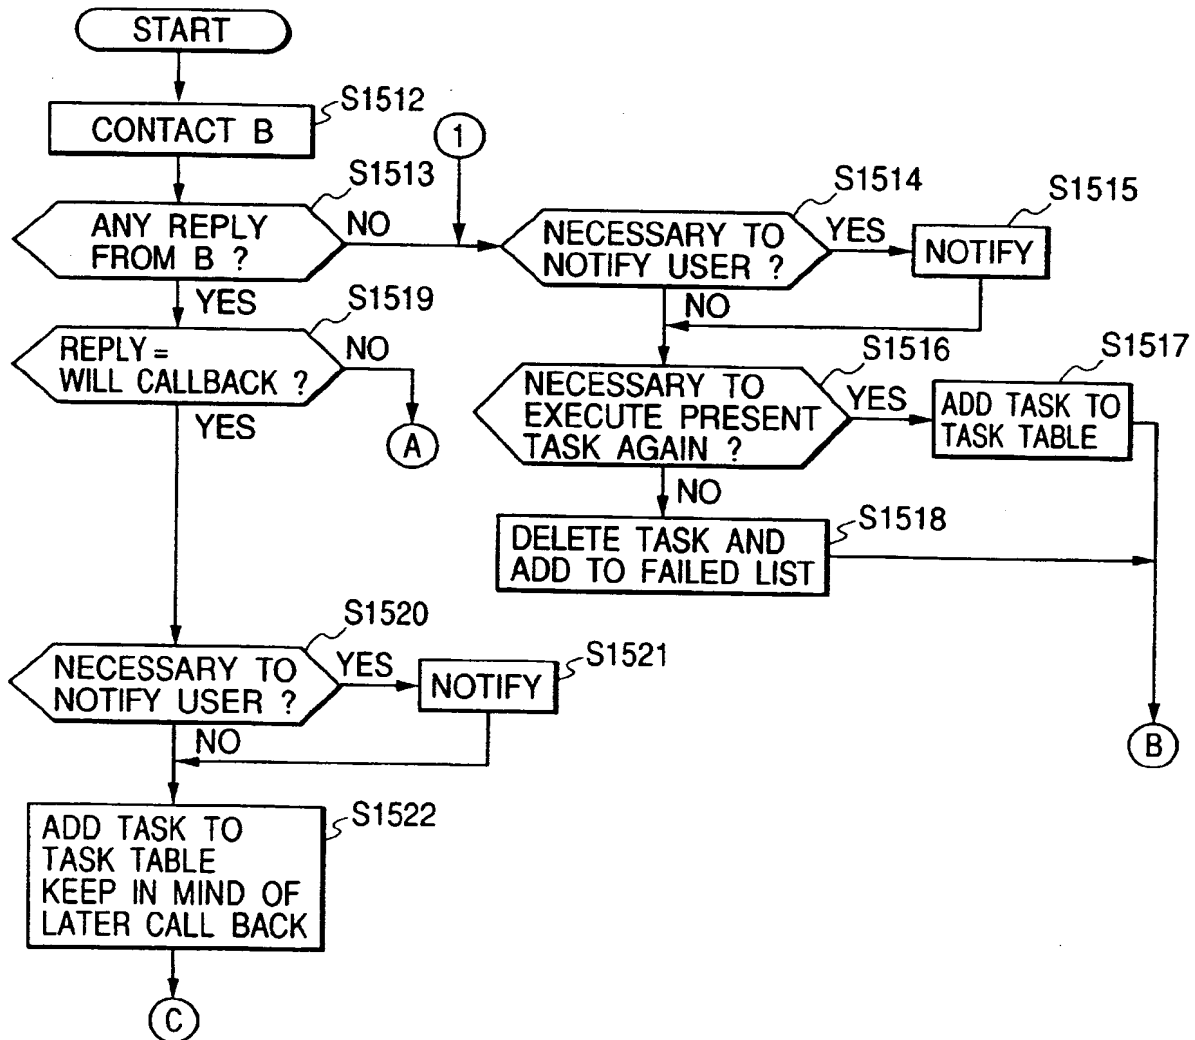 START
S1512
CONTACT B
1
S1513
ANY REPLY
FROM B ?
NO
YES
S1514
NECESSARY TO
NOTIFY USER ?
YES
NO
S1515
NOTIFY
S1519
REPLY =
WILL CALLBACK ?
NO
YES
A
S1516
NECESSARY TO
EXECUTE PRESENT
TASK AGAIN ?
YES
NO
S1517
ADD TASK TO
TASK TABLE
S1518
DELETE TASK AND
ADD TO FAILED LIST
B
S1520
NECESSARY TO
NOTIFY USER ?
YES
NO
S1521
NOTIFY
S1522
ADD TASK TO
TASK TABLE
KEEP IN MIND OF
LATER CALL BACK
C